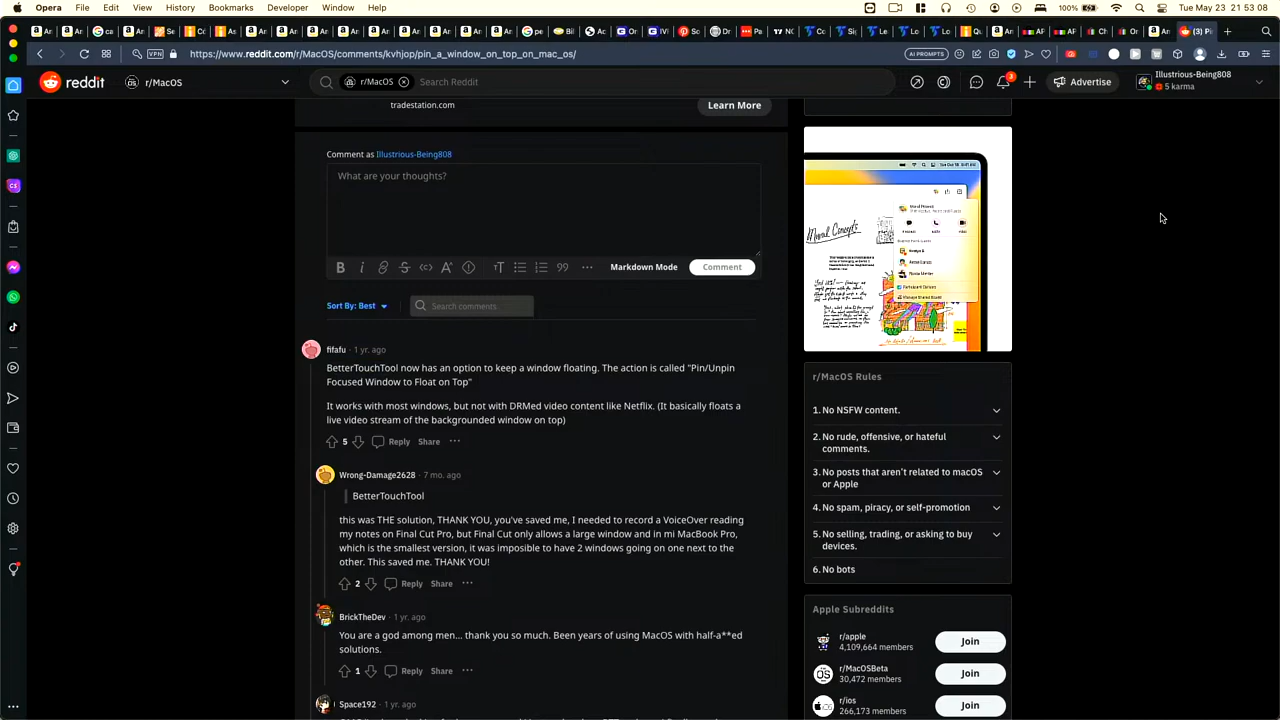 Opera File Edit View History Bookmarks Developer Window Help 100% Tue May 23 21 53 08
(3) Pi
VPN https://www.reddit.com/r/MacOS/comments/kvhjop/pin_a_window_on_top_on_mac_os/ AI PROMPTS
reddit r/MacOS r/MacOS Search Reddit 3 Advertise Illustrious-Being808
5 karma
tradestation.com Learn More
Comment as Illustrious-Being808
What are your thoughts?
Markdown Mode Comment
Sort By: Best Search comments
fifafu · 1 yr. ago
BetterTouchTool now has an option to keep a window floating. The action is called "Pin/Unpin
Focused Window to Float on Top"
It works with most windows, but not with DRMed video content like Netflix. (It basically floats a
live video stream of the backgrounded window on top)
5 Reply Share ···
Wrong-Damage2628 · 7 mo. ago
BetterTouchTool
this was THE solution, THANK YOU, you've saved me, I needed to record a VoiceOver reading
my notes on Final Cut Pro, but Final Cut only allows a large window and in mi MacBook Pro,
which is the smallest version, it was imposible to have 2 windows going on one next to the
other. This saved me. THANK YOU!
2 Reply Share ···
BrickTheDev · 1 yr. ago
You are a god among men... thank you so much. Been years of using MacOS with half-a**ed
solutions.
1 Reply Share ···
Space192 · 1 yr. ago
r/MacOS Rules
1. No NSFW content.
2. No rude, offensive, or hateful
comments.
3. No posts that aren't related to macOS
or Apple
4. No spam, piracy, or self-promotion
5. No selling, trading, or asking to buy
devices.
6. No bots
Apple Subreddits
r/apple
4,109,664 members Join
r/MacOSBeta
30,472 members Join
r/ios
266,173 members Join